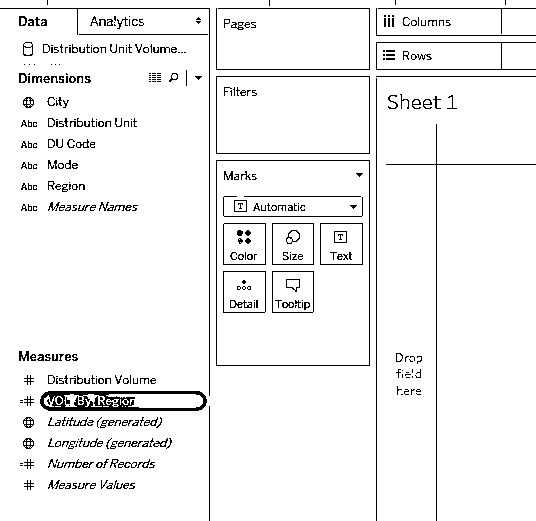 Data
Analytics
Distribution Unit Volume...
Dimensions
City
Abc Distribution Unit
Abc DU Code
Abc Mode
Abc Region
Abc Measure Names
Measures
# Distribution Volume
=# VOL By Region
Latitude (generated)
Longitude (generated)
=# Number of Records
# Measure Values
Pages
Filters
Marks
T Automatic
Color
Size
T Text
Detail
Tooltip
iii Columns
Rows
Sheet 1
Drop
field
here